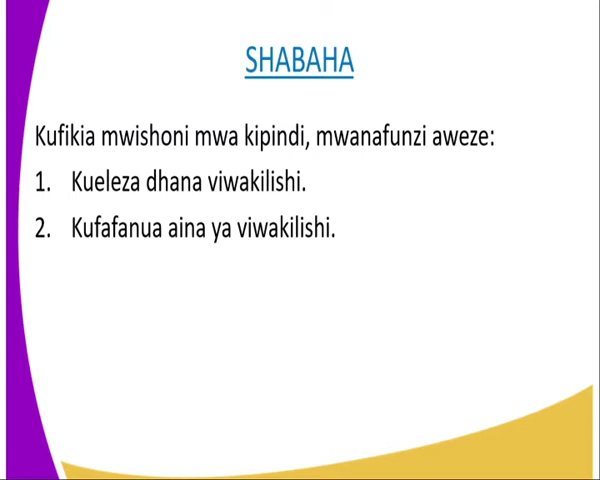 SHABAHA
Kufikia mwishoni mwa kipindi, mwanafunzi aweze:
1. Kueleza dhana viwakilishi.
2. Kufafanua aina ya viwakilishi.